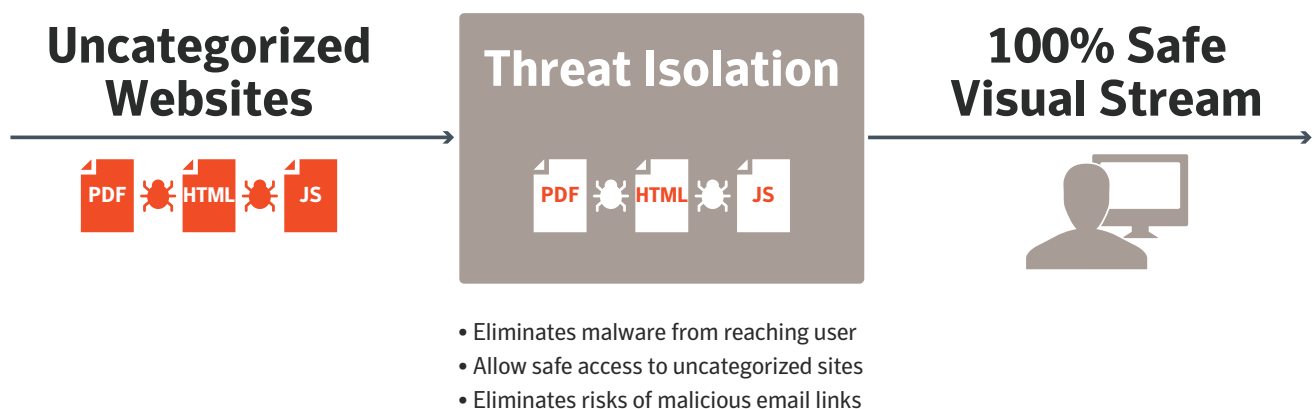 Uncategorized
Websites
PDF HTML JS
Threat Isolation
PDF HTML JS
• Eliminates malware from reaching user
• Allow safe access to uncategorized sites
• Eliminates risks of malicious email links
100% Safe
Visual Stream